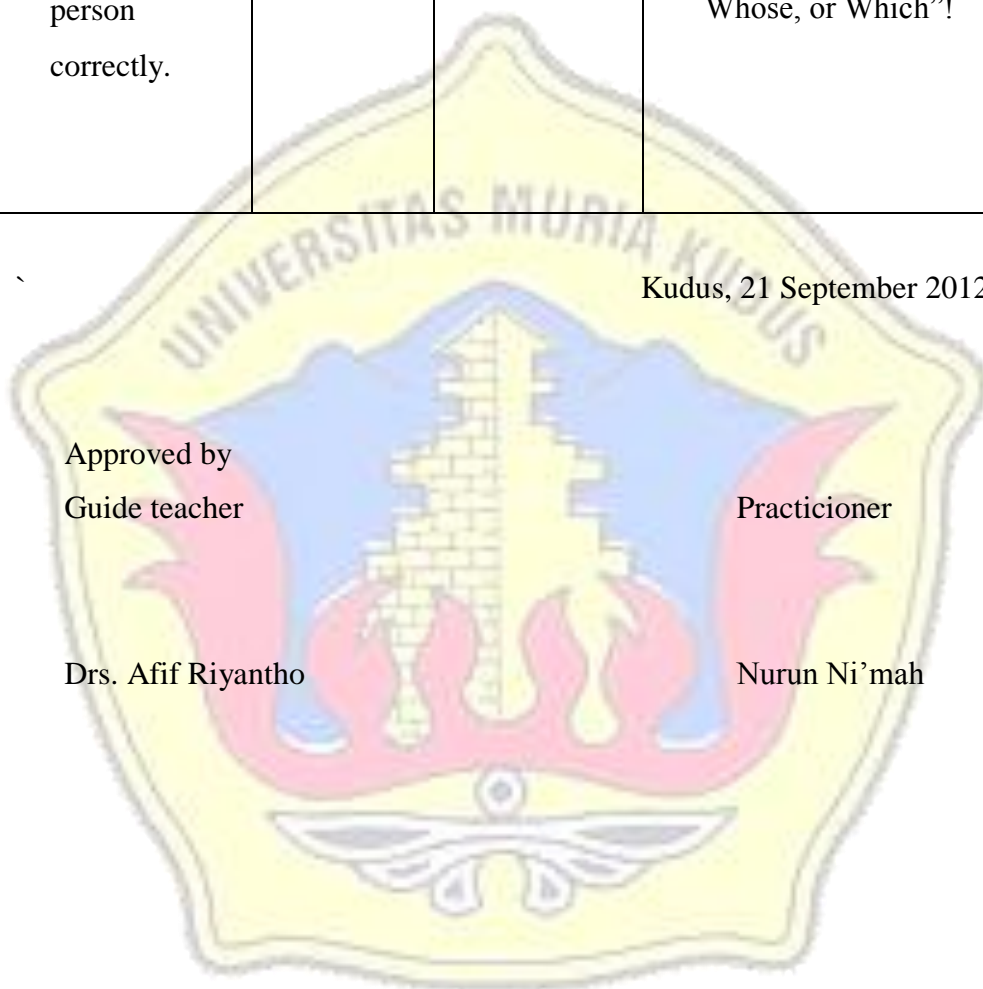 person
Whose, or Which”!
correctly.
UNIVERSITAS MURIA KUDUS
`
Kudus, 21 September 2012
Approved by
Guide teacher
Practicioner
Drs. Afif Riyantho
Nurun Ni’mah